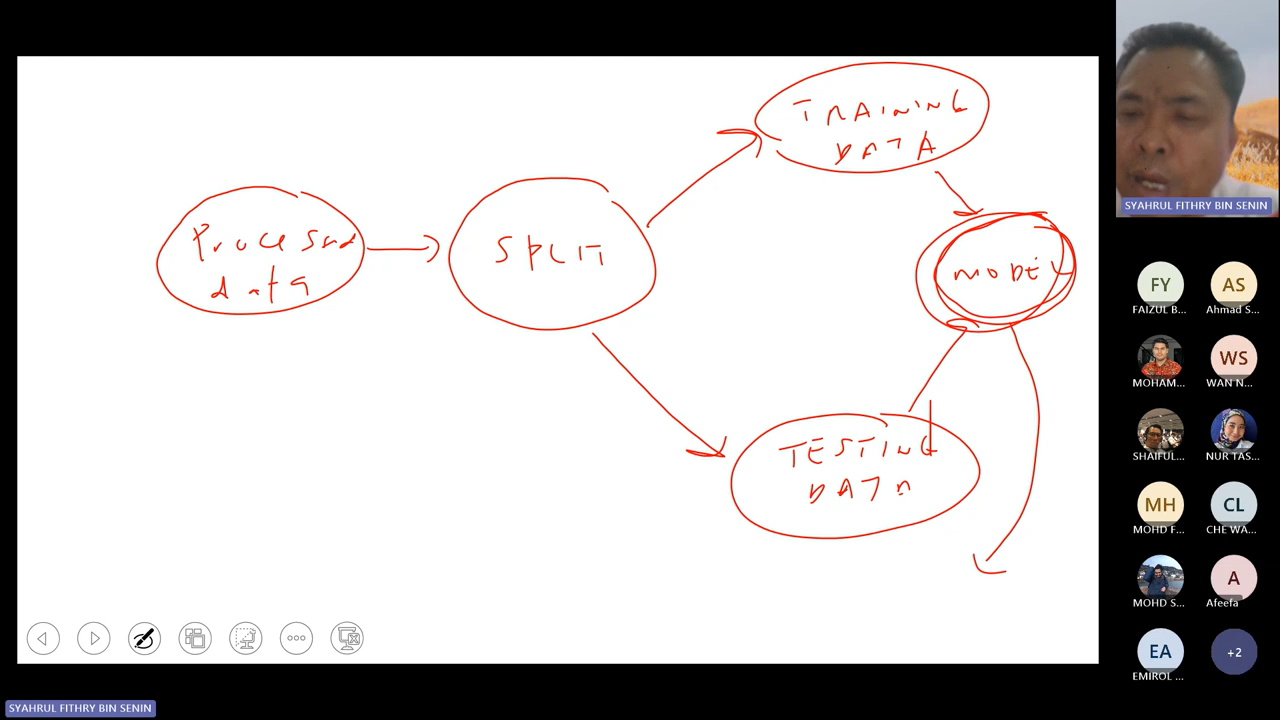 TRAINING
DATA
Processed
data
SPLIT
MODEL
TESTING
DATA
SYAHRUL FITHRY BIN SENIN
FY
AS
FAIZUL B...
Ahmad S...
WS
MOHAM...
WAN N...
SHAIFUL...
NUR TAS...
MH
CL
MOHD F...
CHE WA...
A
MOHD S...
Afeefa
EA
+2
EMIROL ...
SYAHRUL FITHRY BIN SENIN